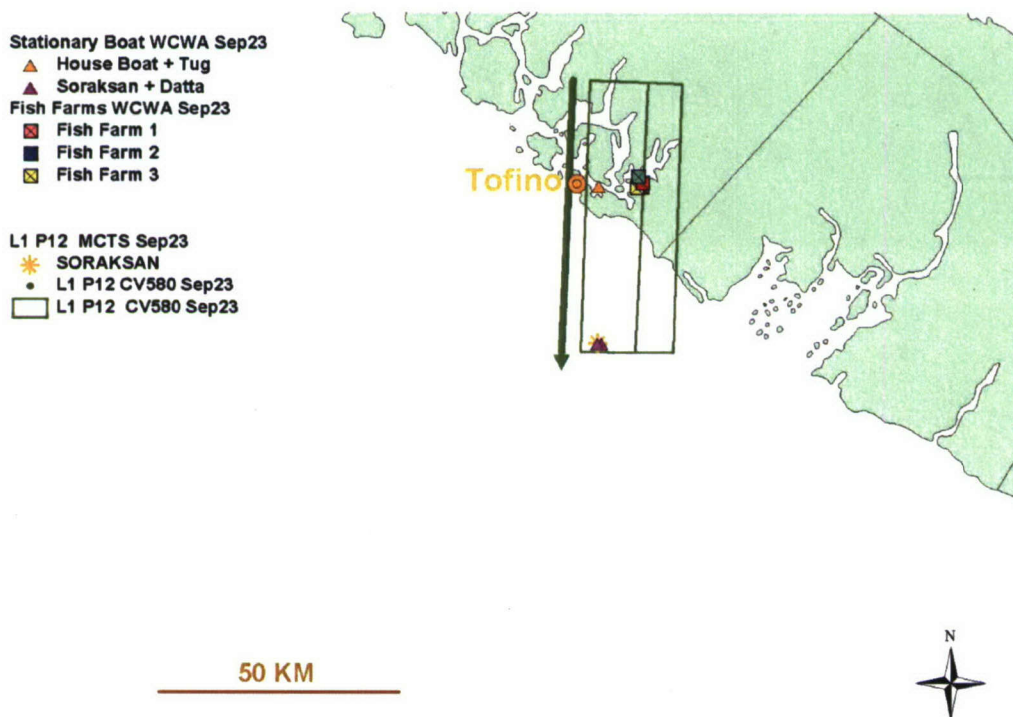 Stationary Boat WCWA Sep23
House Boat + Tug
Soraksan + Datta
Fish Farms WCWA Sep23
Fish Farm 1
Fish Farm 2
Fish Farm 3
L1 P12 MCTS Sep23
SORAKSAN
L1 P12 CV580 Sep23
L1 P12 CV580 Sep23
Tofino
50 KM
N